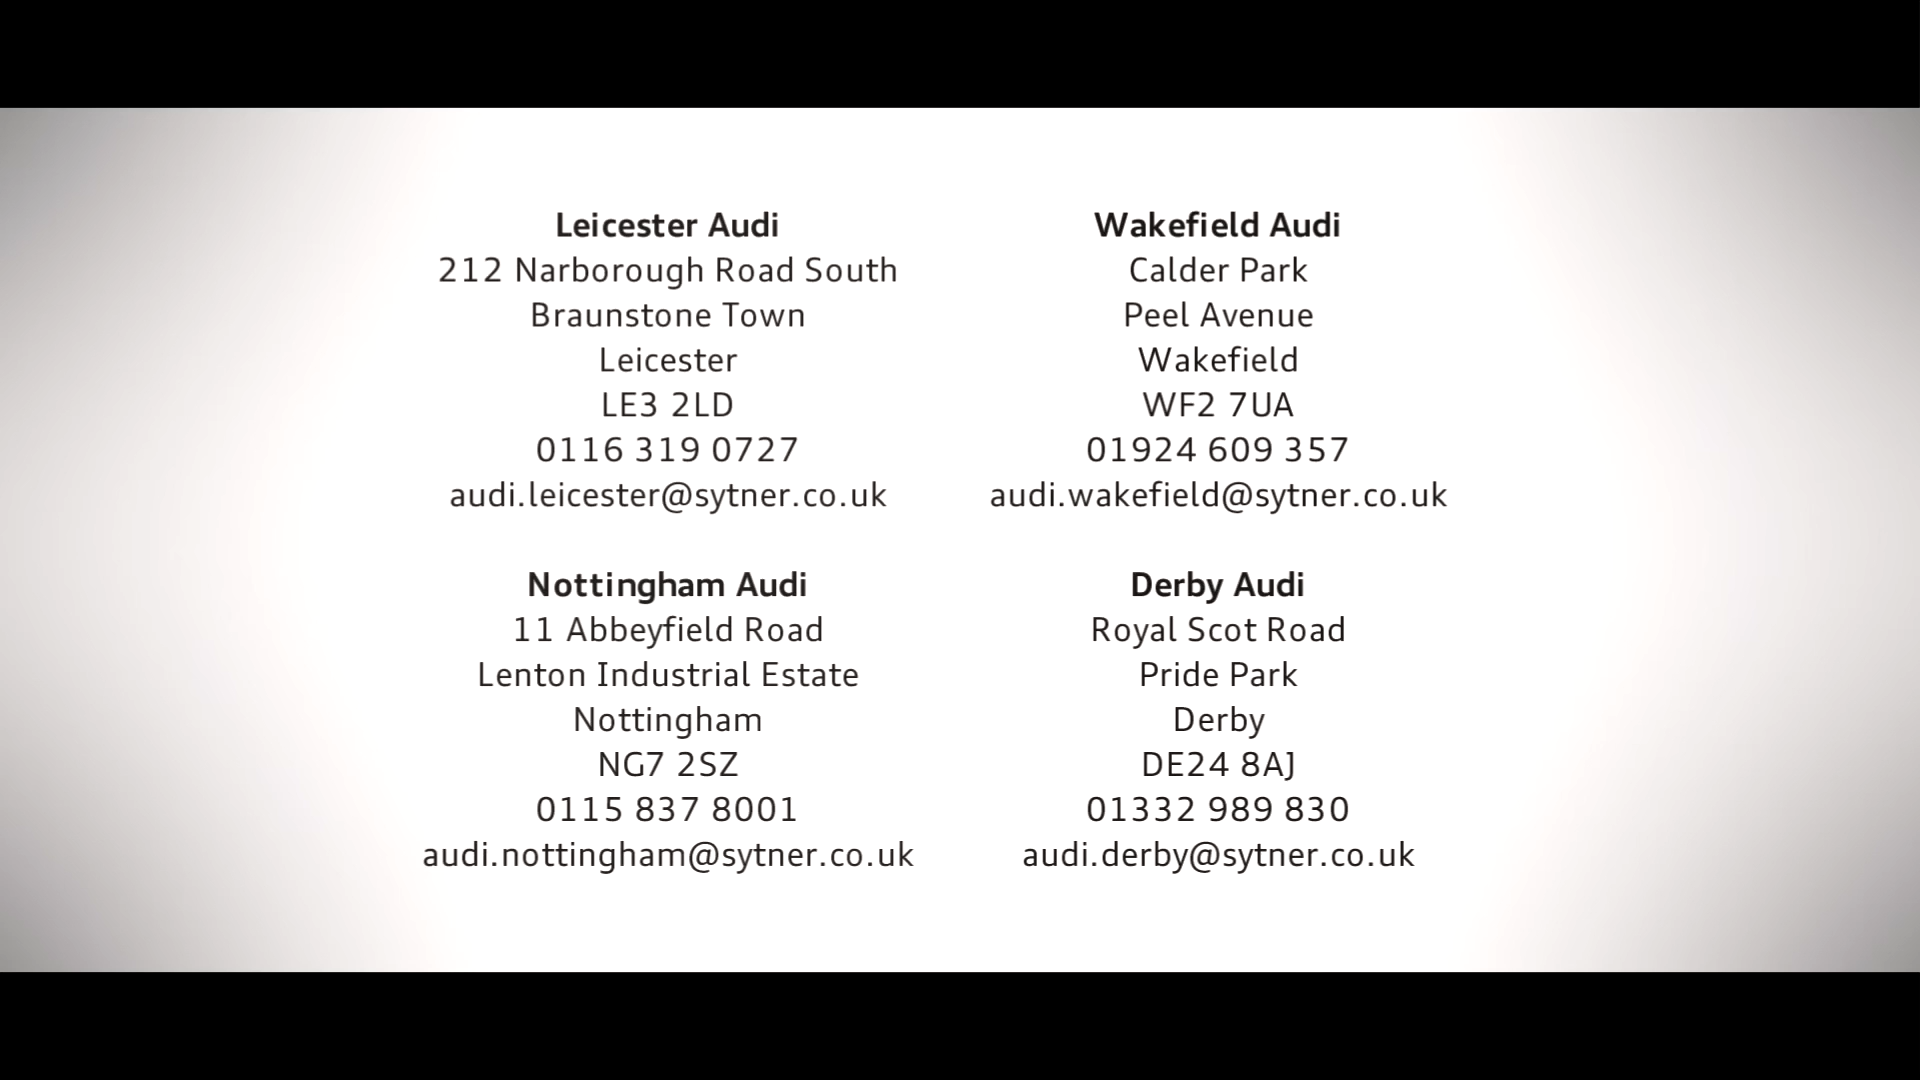 Leicester Audi
212 Narborough Road South
Braunstone Town
Leicester
LE3 2LD
0116 319 0727
audi.leicester@sytner.co.uk
Wakefield Audi
Calder Park
Peel Avenue
Wakefield
WF2 7UA
01924 609 357
audi.wakefield@sytner.co.uk
Nottingham Audi
11 Abbeyfield Road
Lenton Industrial Estate
Nottingham
NG7 2SZ
0115 837 8001
audi.nottingham@sytner.co.uk
Derby Audi
Royal Scot Road
Pride Park
Derby
DE24 8AJ
01332 989 830
audi.derby@sytner.co.uk